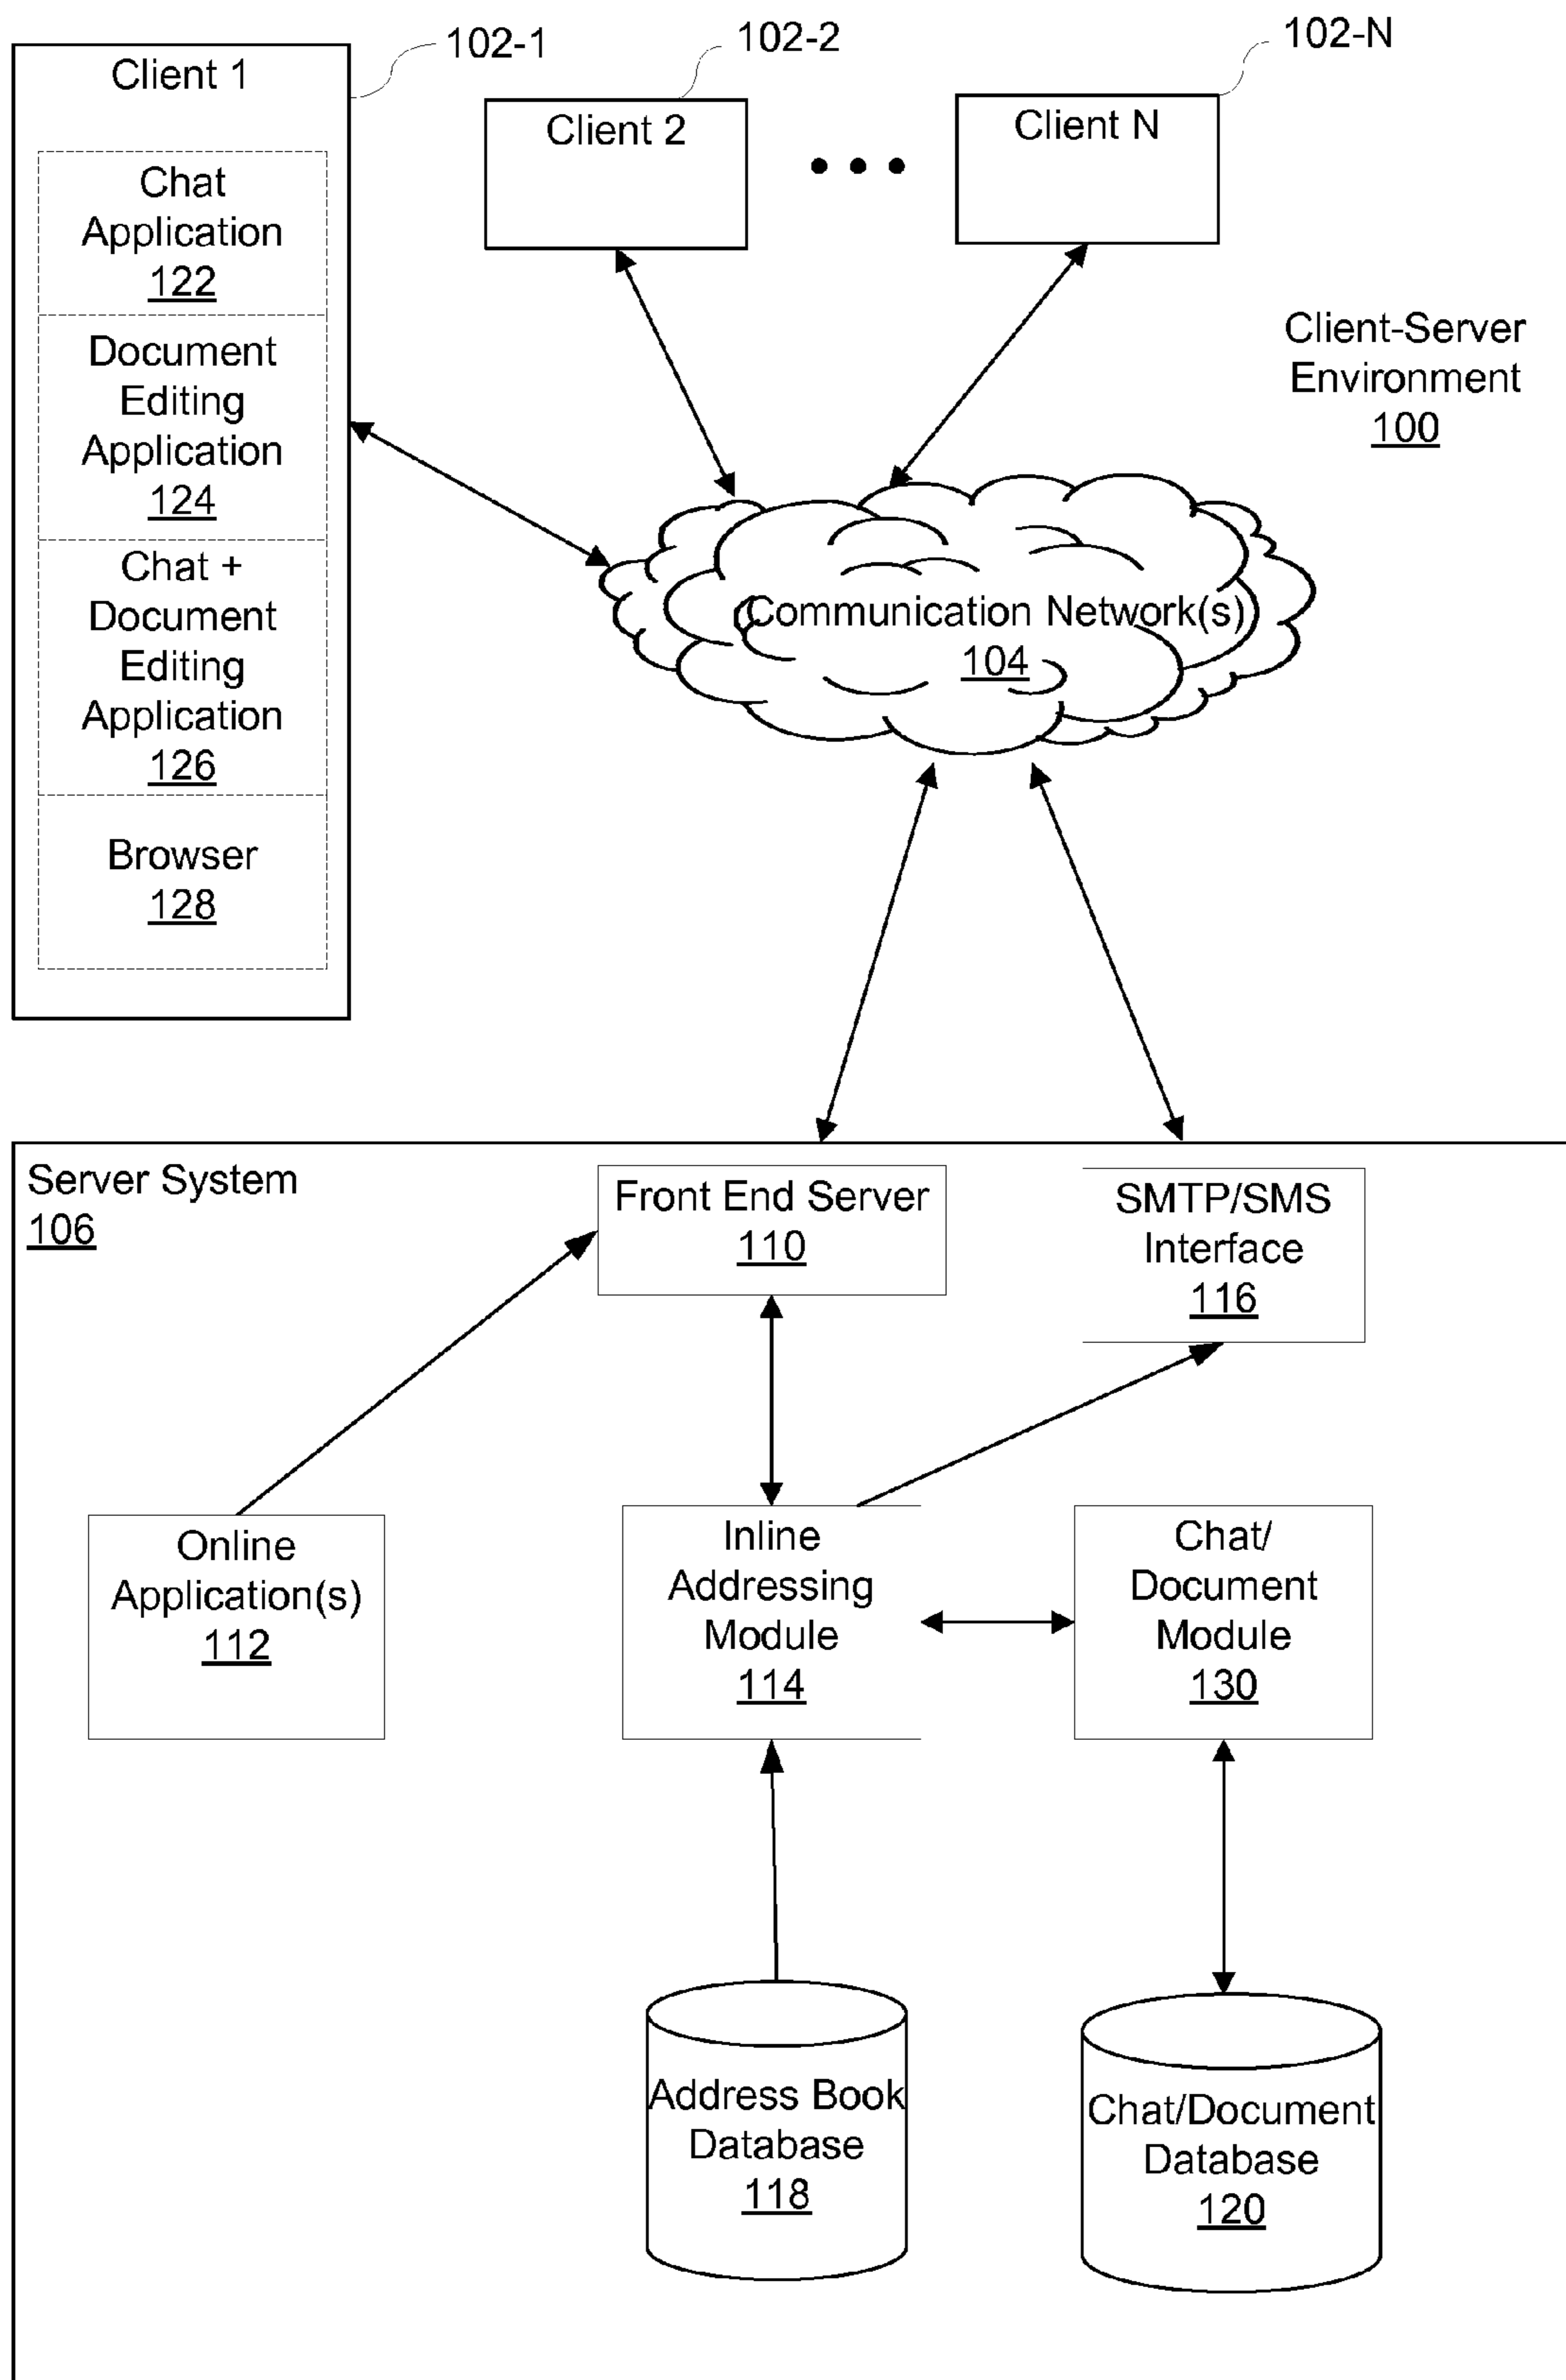 102-1
102-2
102-N
Client 1
Client 2
Client N
Chat
Application
122
Document
Editing
Application
124
Chat +
Document
Editing
Application
126
Browser
128
Client-Server
Environment
100
Communication Network(s)
104
Server System
106
Front End Server
110
SMTP/SMS
Interface
116
Online
Application(s)
112
Inline
Addressing
Module
114
Chat/
Document
Module
130
Address Book
Database
118
Chat/Document
Database
120